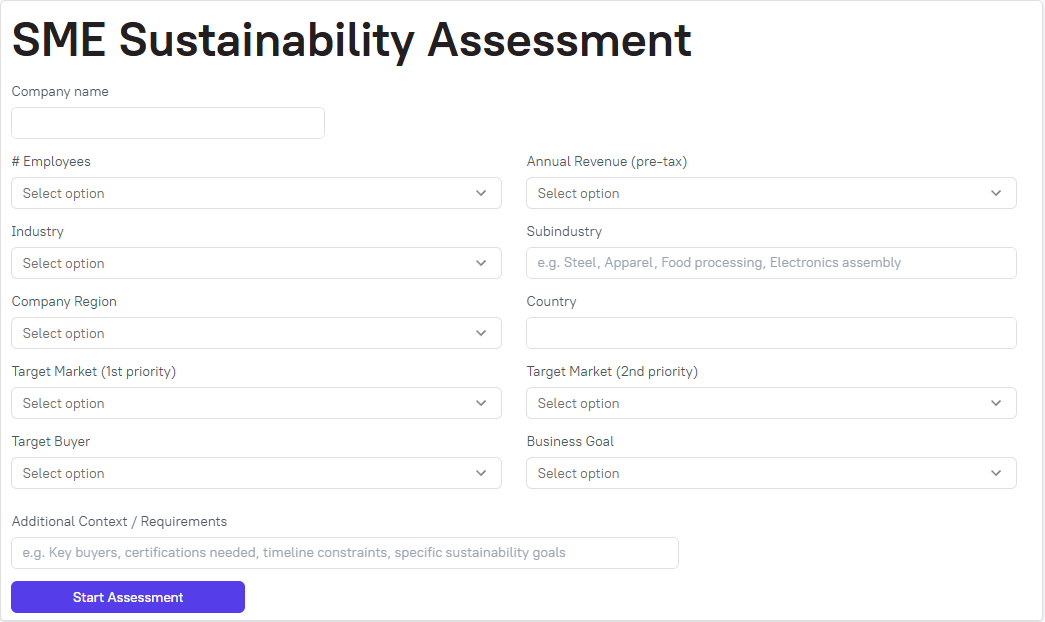 SME Sustainability Assessment
Company name
# Employees
Annual Revenue (pre-tax)
Select option
Select option
Industry
Subindustry
Select option
e.g. Steel, Apparel, Food processing, Electronics assembly
Company Region
Country
Select option
Target Market (1st priority)
Target Market (2nd priority)
Select option
Select option
Target Buyer
Business Goal
Select option
Select option
Additional Context / Requirements
e.g. Key buyers, certifications needed, timeline constraints, specific sustainability goals
Start Assessment